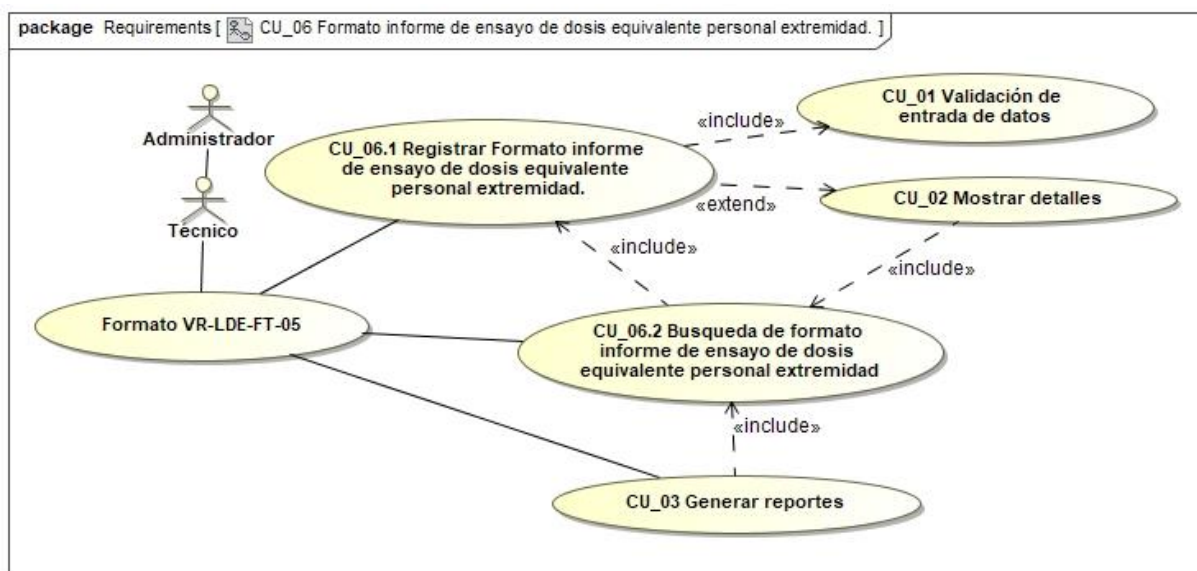 package Requirements [ CU_06 Formato informe de ensayo de dosis equivalente personal extremidad. ]
Administrador
Técnico
CU_06.1 Registrar Formato informe
de ensayo de dosis equivalente
personal extremidad.
«include»
CU_01 Validación de
entrada de datos
«extend»
CU_02 Mostrar detalles
«include»
«include»
Formato VR-LDE-FT-05
CU_06.2 Busqueda de formato
informe de ensayo de dosis
equivalente personal extremidad
«include»
CU_03 Generar reportes